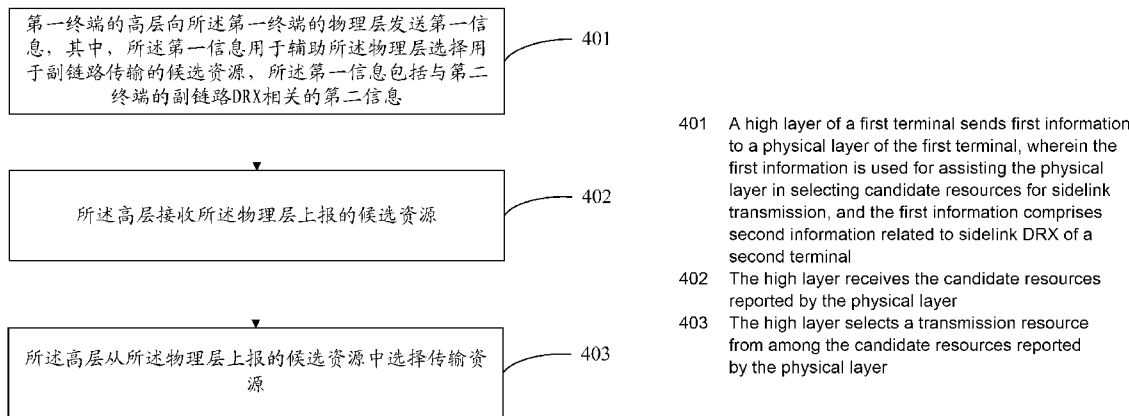 第一终端的高层向所述第一终端的物理层发送第一信
息，其中，所述第一信息用于辅助所述物理层选择用
于副链路传输的候选资源，所述第一信息包括与第二
终端的副链路DRX相关的第二信息
401
所述高层接收所述物理层上报的候选资源
402
所述高层从所述物理层上报的候选资源中选择传输资
源
403
401 A high layer of a first terminal sends first information
to a physical layer of the first terminal, wherein the
first information is used for assisting the physical
layer in selecting candidate resources for sidelink
transmission, and the first information comprises
second information related to sidelink DRX of a
second terminal
402 The high layer receives the candidate resources
reported by the physical layer
403 The high layer selects a transmission resource
from among the candidate resources reported
by the physical layer